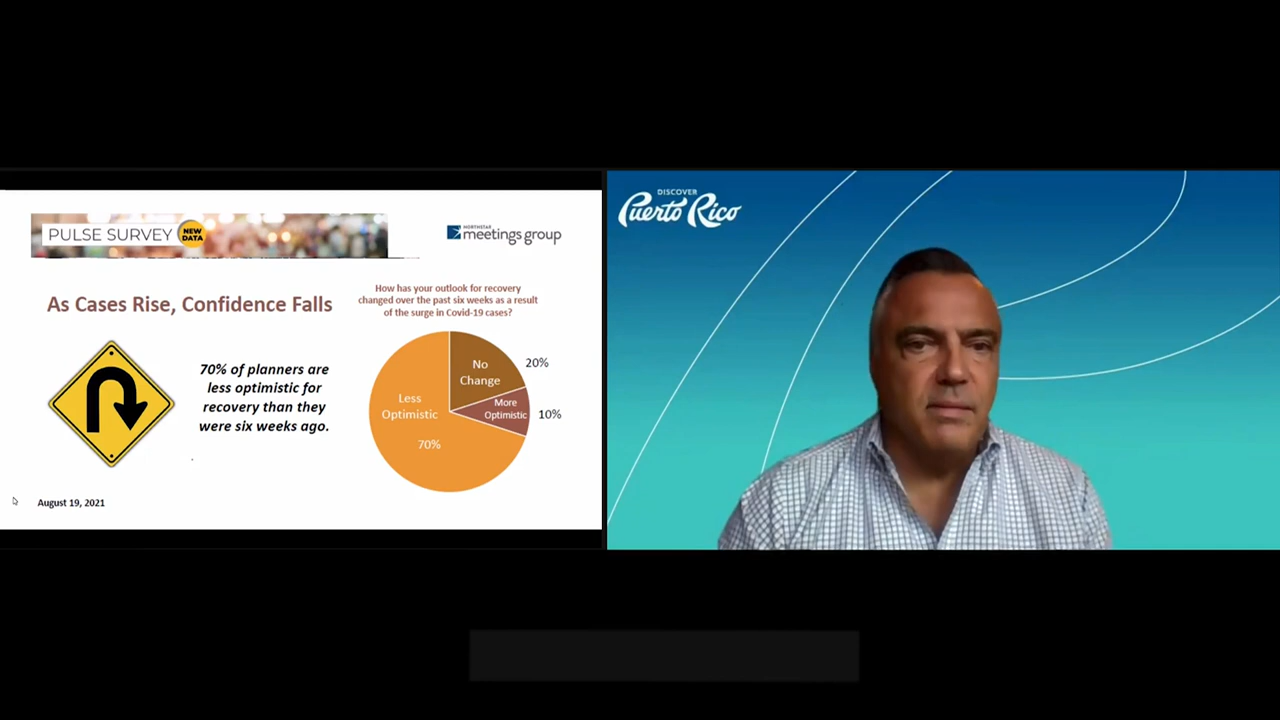 PULSE SURVEY
NEW
DATA
NORTHSTAR
meetings group
As Cases Rise, Confidence Falls
How has your outlook for recovery
changed over the past six weeks as a result
of the surge in Covid-19 cases?
70% of planners are
less optimistic for
recovery than they
were six weeks ago.
No
Change
20%
More
Optimistic
10%
Less
Optimistic
70%
August 19, 2021
DISCOVER
Puerto Rico